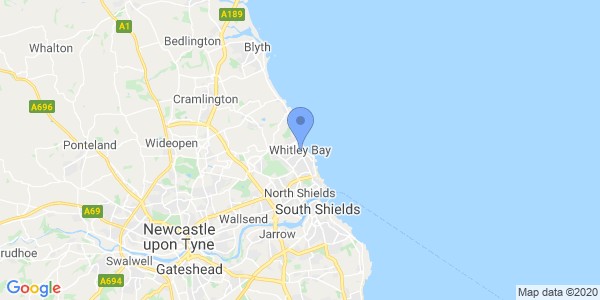 A189
A1
Bedlington
Whalton
Blyth
Cramlington
A696
Ponteland
Wideopen
Whitley Bay
North Shields
A69
Wallsend
South Shields
Newcastle
upon Tyne
Jarrow
rudhoe
Swalwell
Gateshead
A694
Google
Map data ©2020